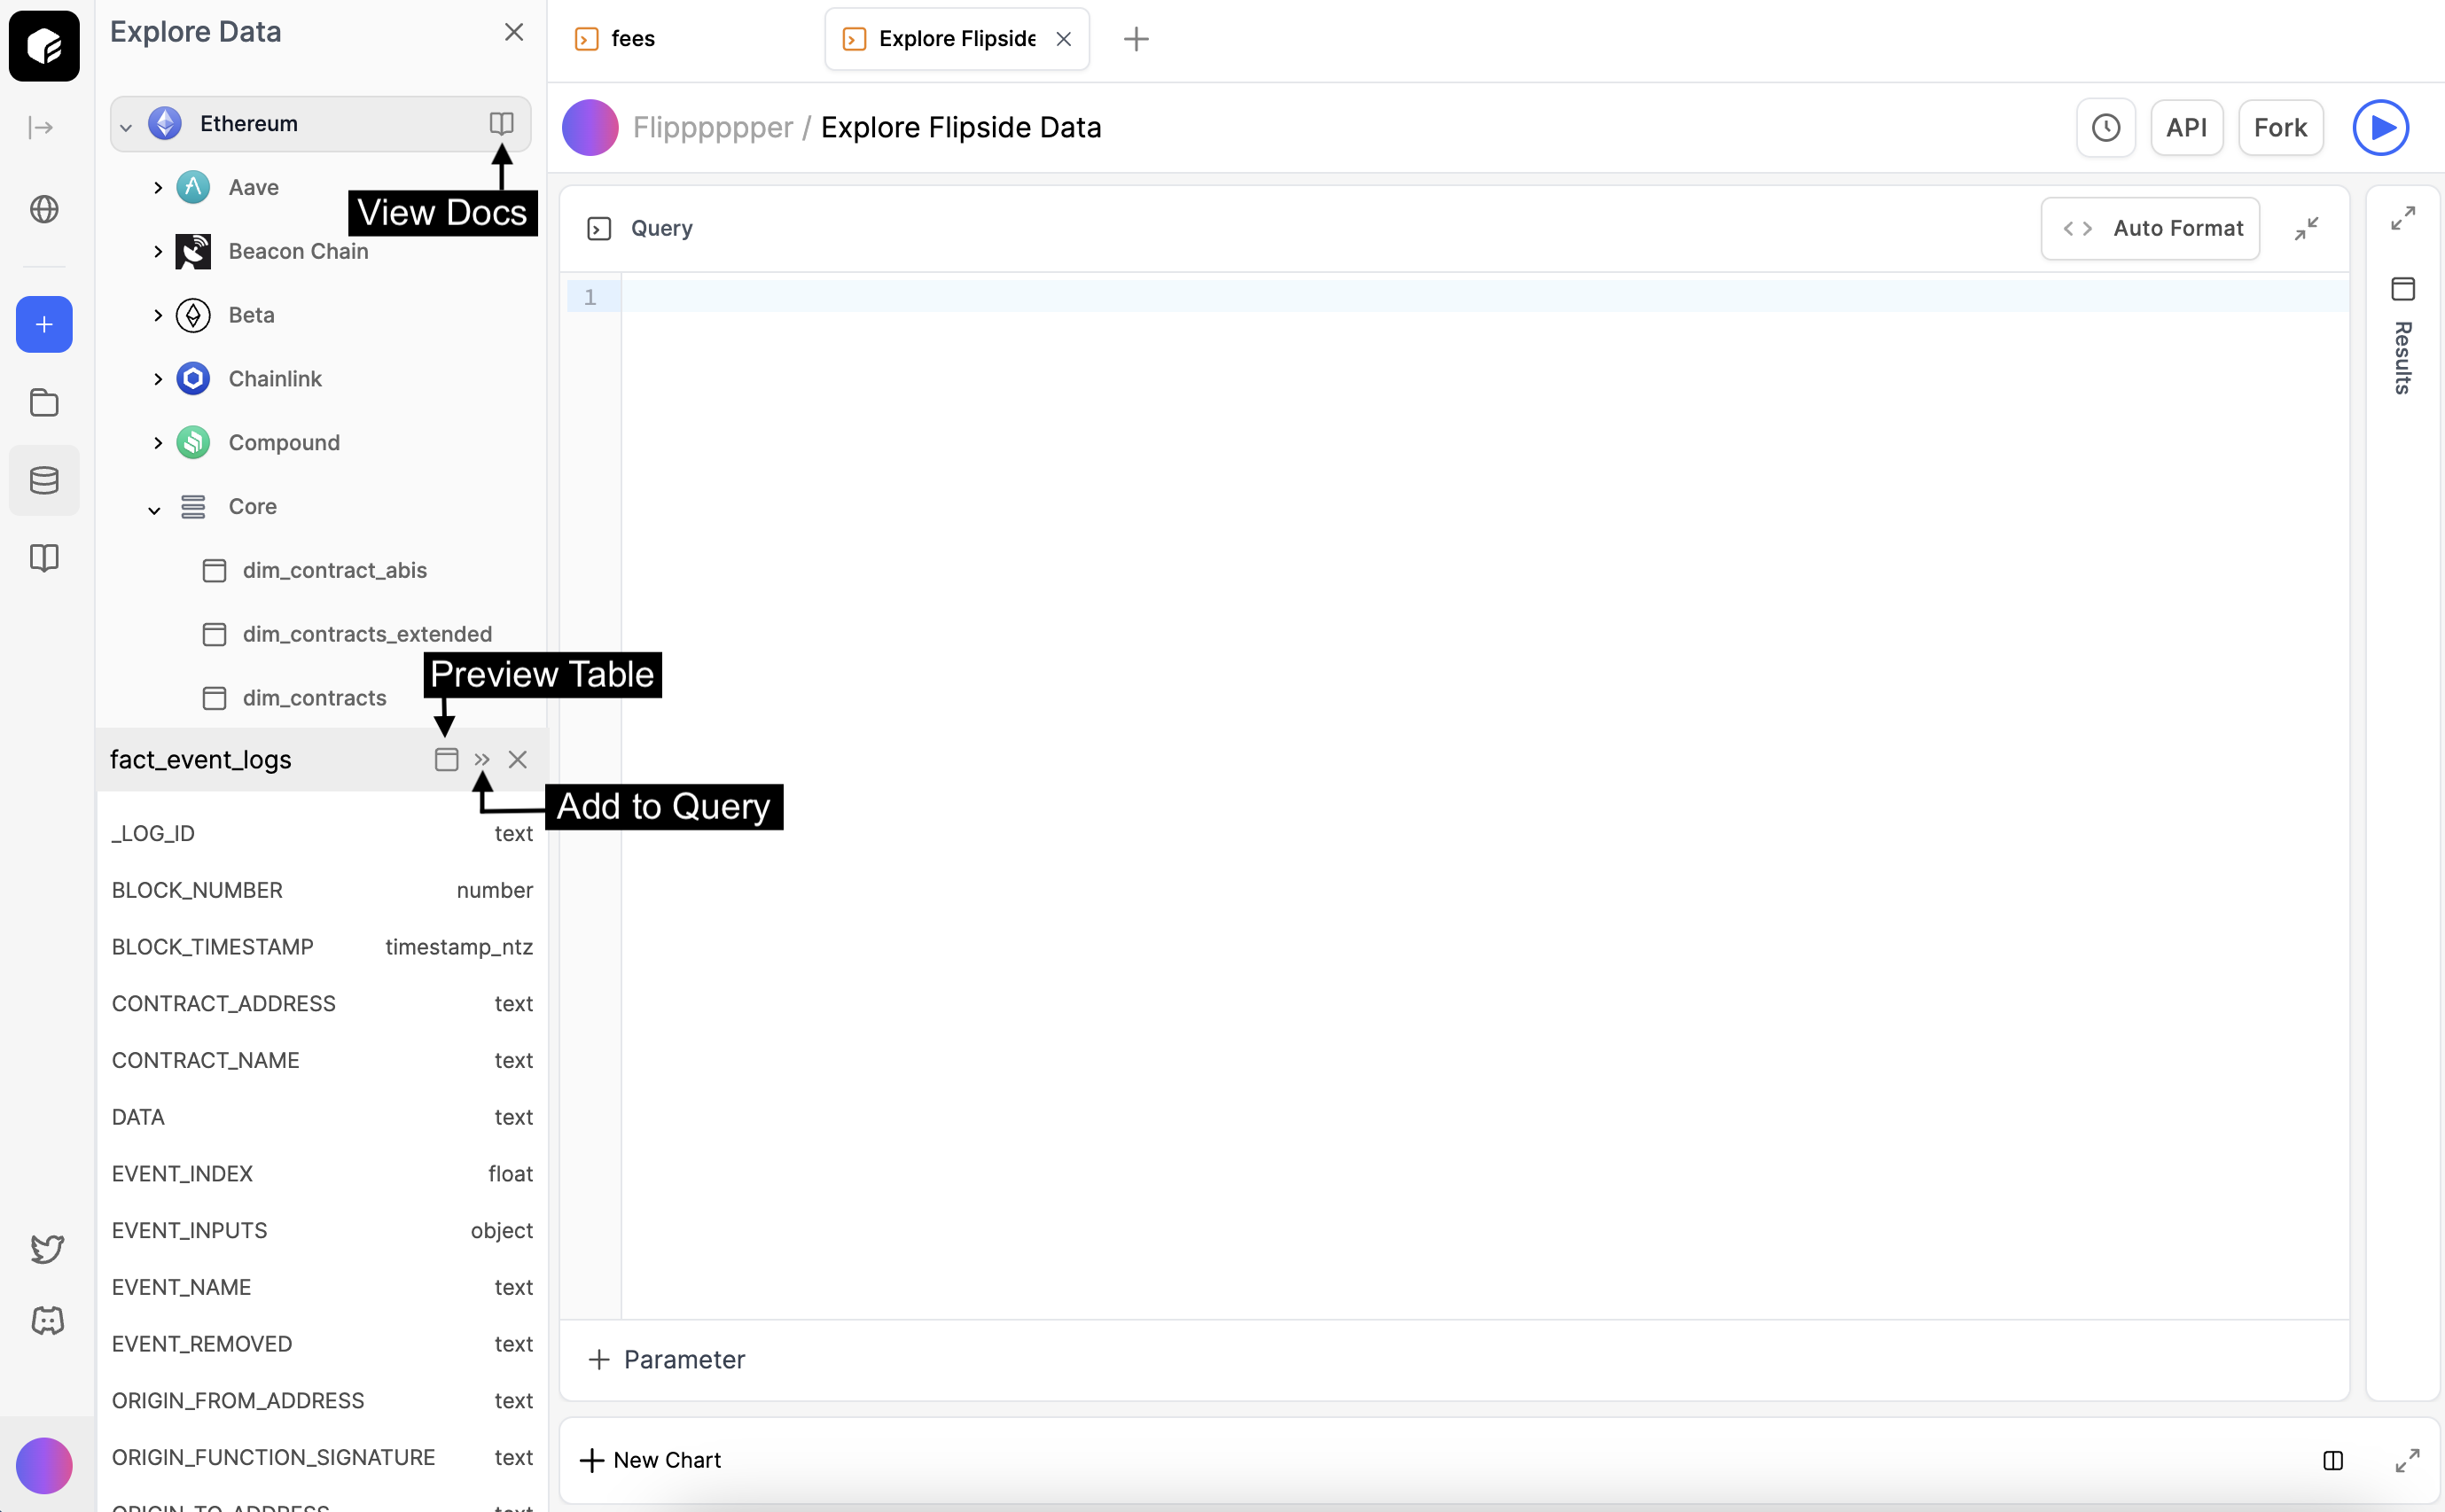 Explore Data
fees
Explore Flipside
Ethereum
View Docs
Flipppppper / Explore Flipside Data
API
Fork
Aave
Beacon Chain
Beta
Chainlink
Compound
Core
dim_contract_abis
dim_contracts_extended
Preview Table
dim_contracts
fact_event_logs
Add to Query
_LOG_ID text
BLOCK_NUMBER number
BLOCK_TIMESTAMP timestamp_ntz
CONTRACT_ADDRESS text
CONTRACT_NAME text
DATA text
EVENT_INDEX float
EVENT_INPUTS object
EVENT_NAME text
EVENT_REMOVED text
ORIGIN_FROM_ADDRESS text
ORIGIN_FUNCTION_SIGNATURE text
ORIGIN_TO_ADDRESS text
Query
Auto Format
1
Results
Parameter
New Chart